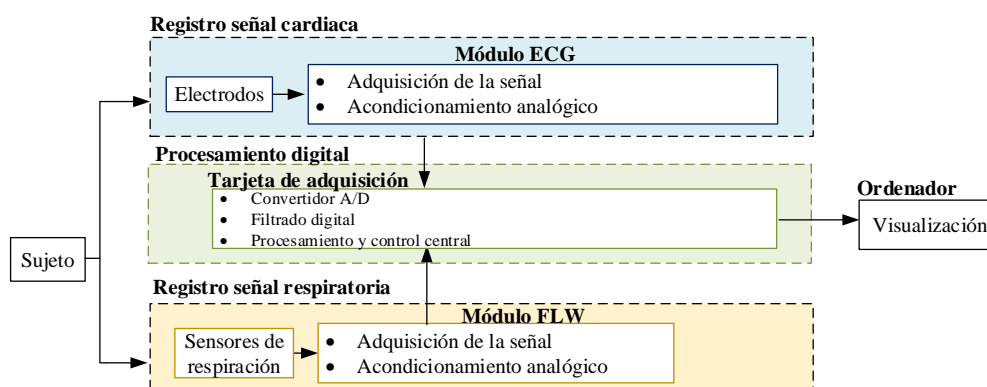 Registro señal cardiaca
Módulo ECG
Electrodos
• Adquisición de la señal
• Acondicionamiento analógico
Procesamiento digital
Tarjeta de adquisición
• Convertidor A/D
• Filtrado digital
• Procesamiento y control central
Ordenador
Visualización
Sujeto
Registro señal respiratoria
Módulo FLW
Sensores de
respiración
• Adquisición de la señal
• Acondicionamiento analógico